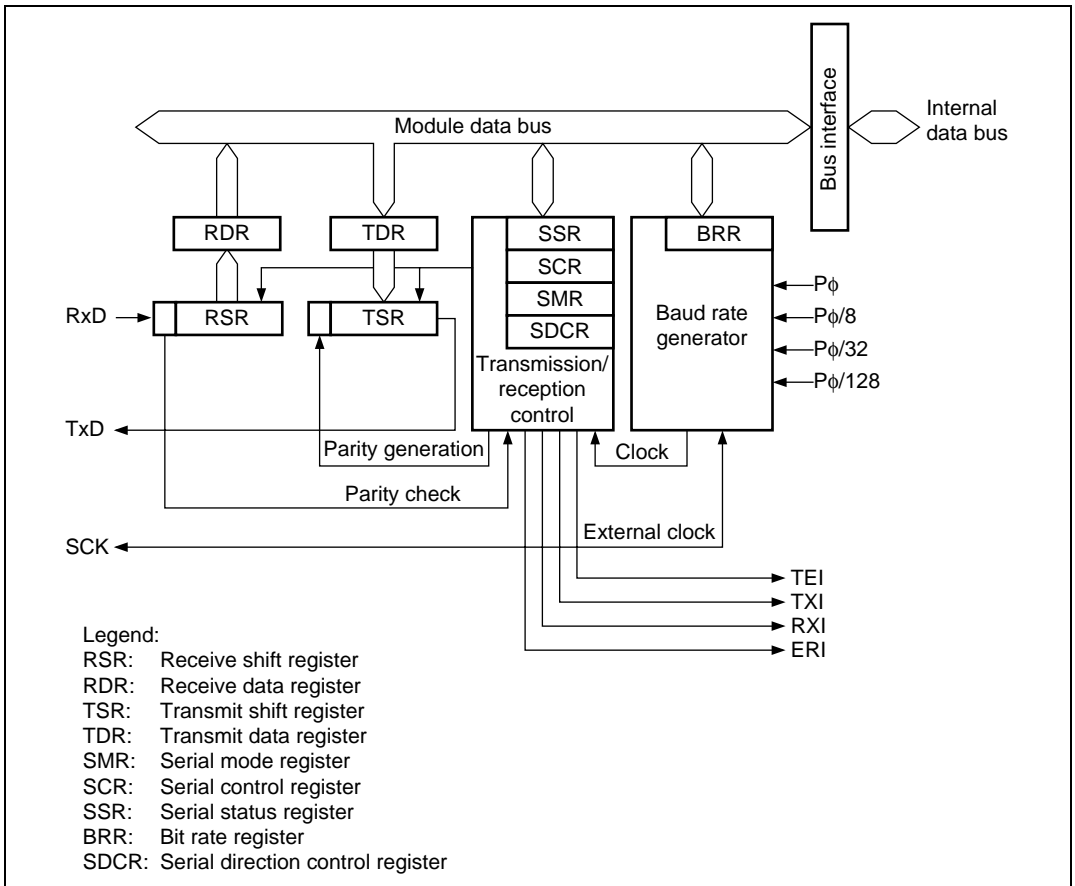 Module data bus
Bus interface
Internal
data bus
RDR
TDR
SSR
BRR
SCR
SMR
SDCR
RxD
RSR
TSR
Baud rate
generator
Pϕ
Pϕ/8
Pϕ/32
Pϕ/128
Transmission/
reception
control
TxD
Parity generation
Clock
Parity check
External clock
SCK
TEI
TXI
RXI
ERI
Legend:
RSR: Receive shift register
RDR: Receive data register
TSR: Transmit shift register
TDR: Transmit data register
SMR: Serial mode register
SCR: Serial control register
SSR: Serial status register
BRR: Bit rate register
SDCR: Serial direction control register